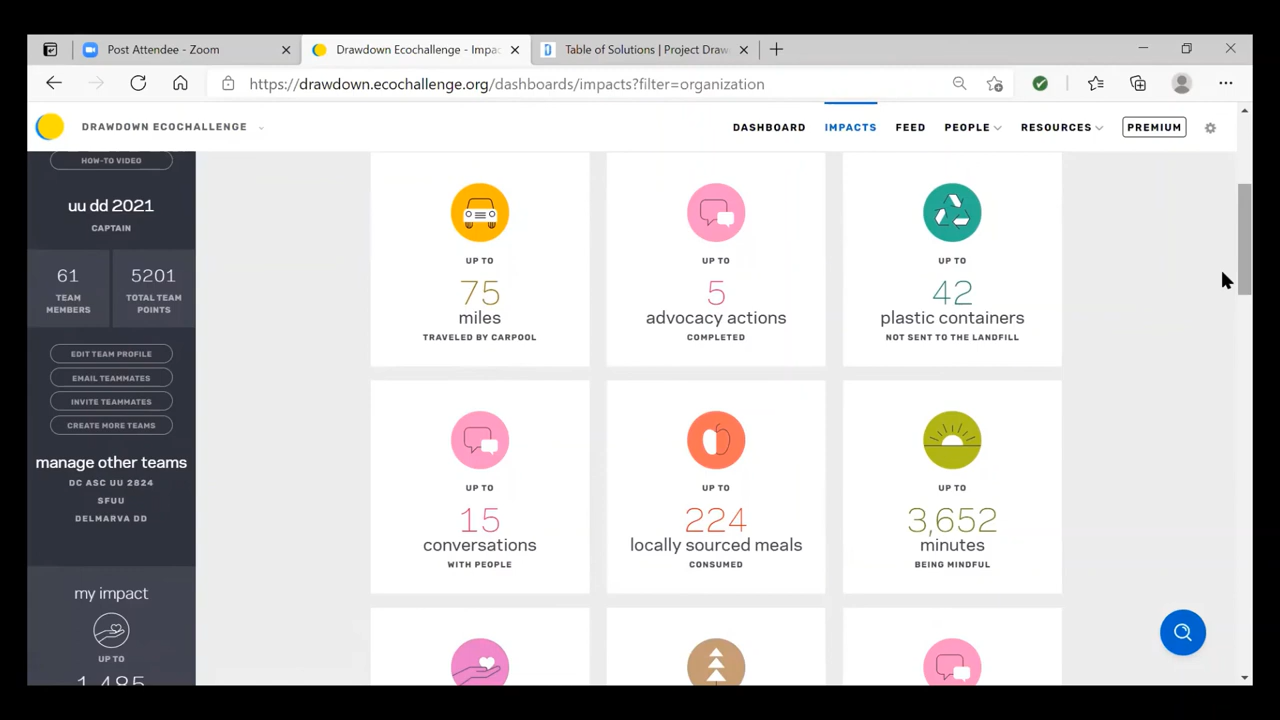 Post Attendee - Zoom
Drawdown Ecochallenge - Impac
Table of Solutions | Project Draw
https://drawdown.ecochallenge.org/dashboards/impacts?filter=organization
DRAWDOWN ECOCHALLENGE
DASHBOARD
IMPACTS
FEED
PEOPLE
RESOURCES
PREMIUM
HOW-TO VIDEO
uu dd 2021
CAPTAIN
61
TEAM
MEMBERS
5201
TOTAL TEAM
POINTS
EDIT TEAM PROFILE
EMAIL TEAMMATES
INVITE TEAMMATES
CREATE MORE TEAMS
manage other teams
DC ASC UU 2824
SFUU
DELMARVA DD
my impact
UP TO
1,485
UP TO
75
miles
TRAVELED BY CARPOOL
UP TO
5
advocacy actions
COMPLETED
UP TO
42
plastic containers
NOT SENT TO THE LANDFILL
UP TO
15
conversations
WITH PEOPLE
UP TO
224
locally sourced meals
CONSUMED
UP TO
3,652
minutes
BEING MINDFUL